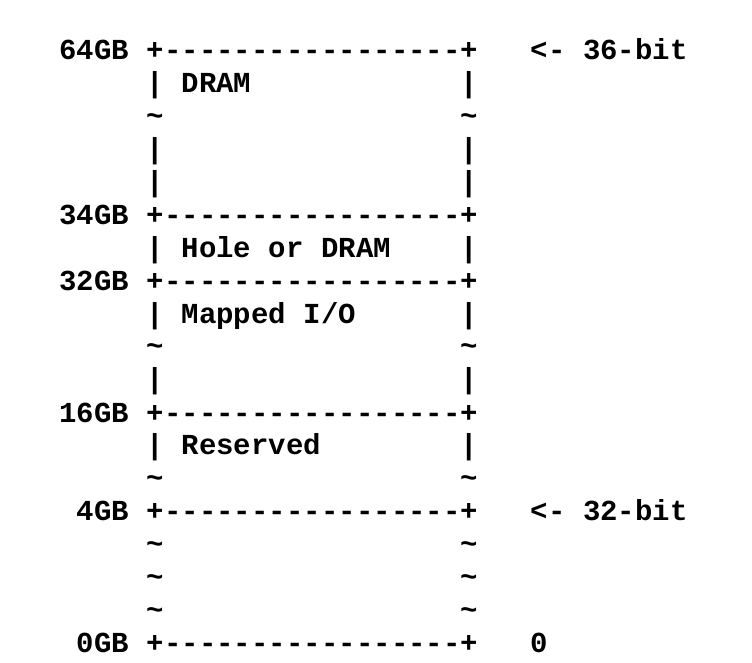 64GB +-----------------+   <- 36-bit
     | DRAM            |
     ~                 ~
     |                 |
     |                 |
34GB +-----------------+
     | Hole or DRAM    |
32GB +-----------------+
     | Mapped I/O      |
     ~                 ~
     |                 |
16GB +-----------------+
     | Reserved        |
     ~                 ~
 4GB +-----------------+   <- 32-bit
     ~                 ~
     ~                 ~
     ~                 ~
 0GB +-----------------+   0